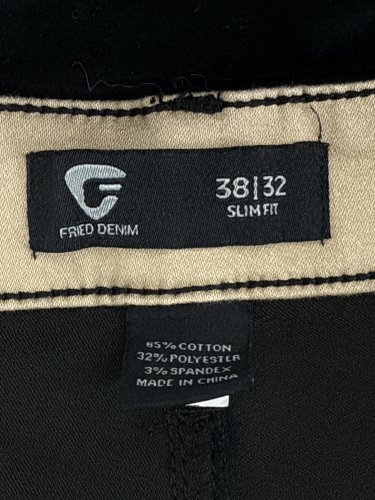 38|32
SLIM FIT
FRIED DENIM
65% COTTON
32% POLYESTER
3% SPANDEX
MADE IN CHINA